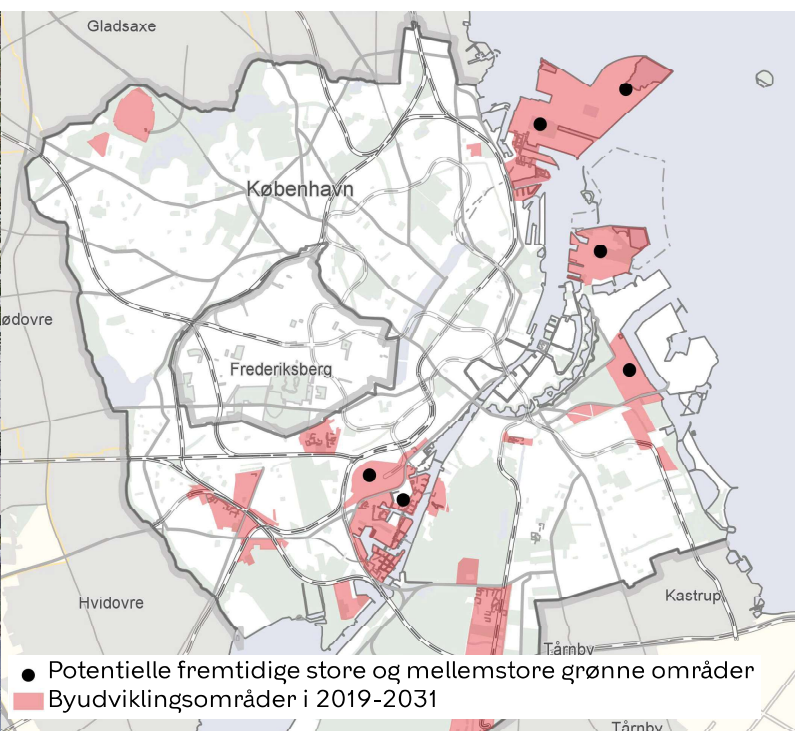 Gladsaxe
København
ødovre
Frederiksberg
Hvidovre
Kastrup
Tårnby
Potentielle fremtidige store og mellemstore grønne områder
Byudviklingsområder i 2019-2031
Tårnby